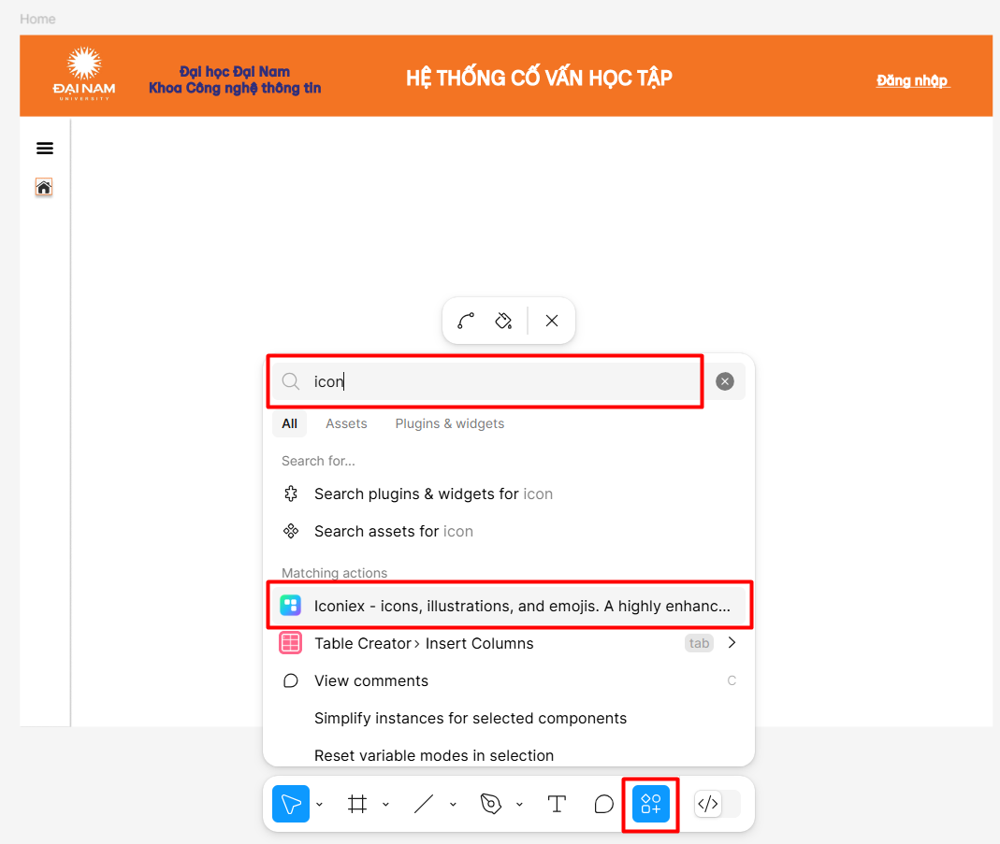 Home
ĐẠI NAM
UNIVERSITY
Đại học Đại Nam
Khoa Công nghệ thông tin
HỆ THỐNG CỐ VẤN HỌC TẬP
Đăng nhập
icon
All Assets Plugins & widgets
Search for...
Search plugins & widgets for icon
Search assets for icon
Matching actions
Iconiex - icons, illustrations, and emojis. A highly enhanc...
Table Creator › Insert Columns tab
View comments C
Simplify instances for selected components
Reset variable modes in selection